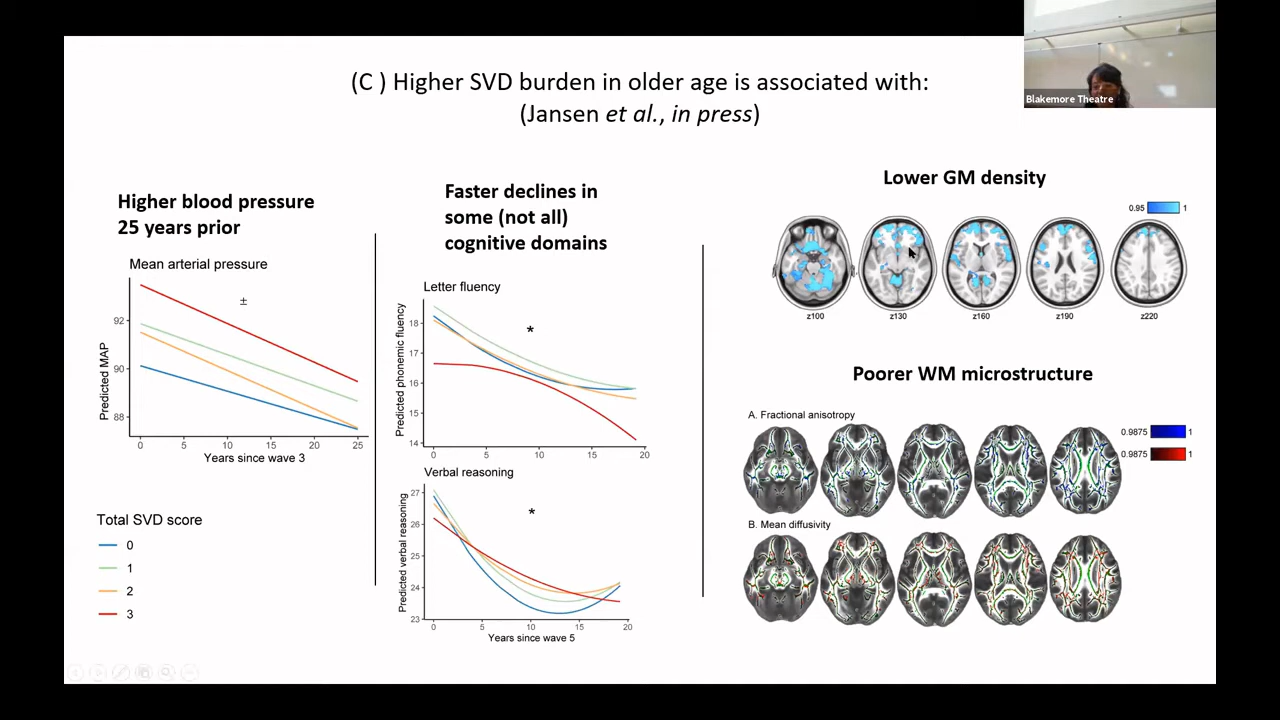 (C ) Higher SVD burden in older age is associated with:
(Jansen et al., in press)
Blakemore Theatre
Higher blood pressure
25 years prior
Mean arterial pressure
±
Predicted MAP
92
90
88
0 5 10 15 20 25
Years since wave 3
Total SVD score
0
1
2
3
Faster declines in
some (not all)
cognitive domains
Letter fluency
*
Predicted phonemic fluency
18
17
16
15
14
0 5 10 15 20
Verbal reasoning
*
Predicted verbal reasoning
27
26
25
24
23
0 5 10 15 20
Years since wave 5
Lower GM density
0.95 1
z100 z130 z160 z190 z220
Poorer WM microstructure
A. Fractional anisotropy
0.9875 1
0.9875 1
B. Mean diffusivity